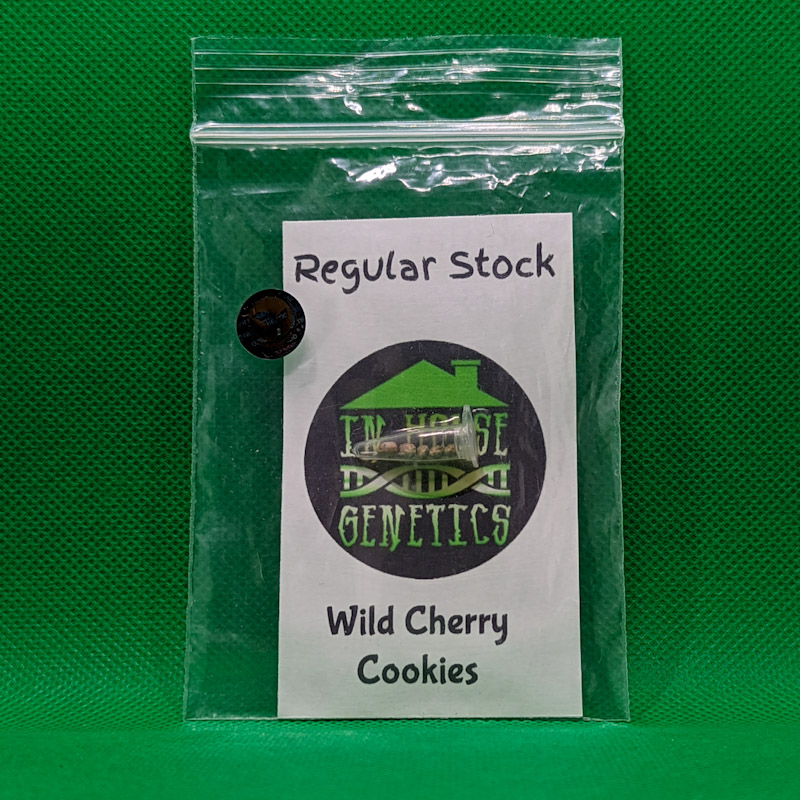 Regular Stock
IN HOUSE
GENETICS
Wild Cherry
Cookies